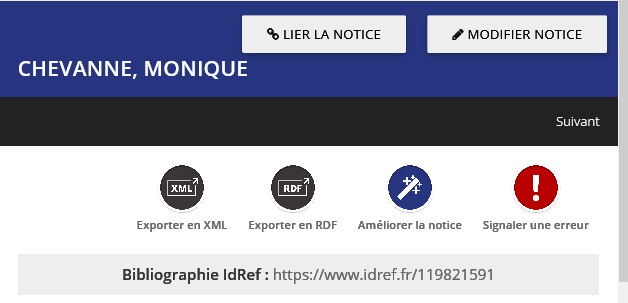 LIER LA NOTICE
MODIFIER NOTICE
CHEVANNE, MONIQUE
Suivant
XML
RDF
Exporter en XML
Exporter en RDF
Améliorer la notice
Signaler une erreur
Bibliographie IdRef : https://www.idref.fr/119821591